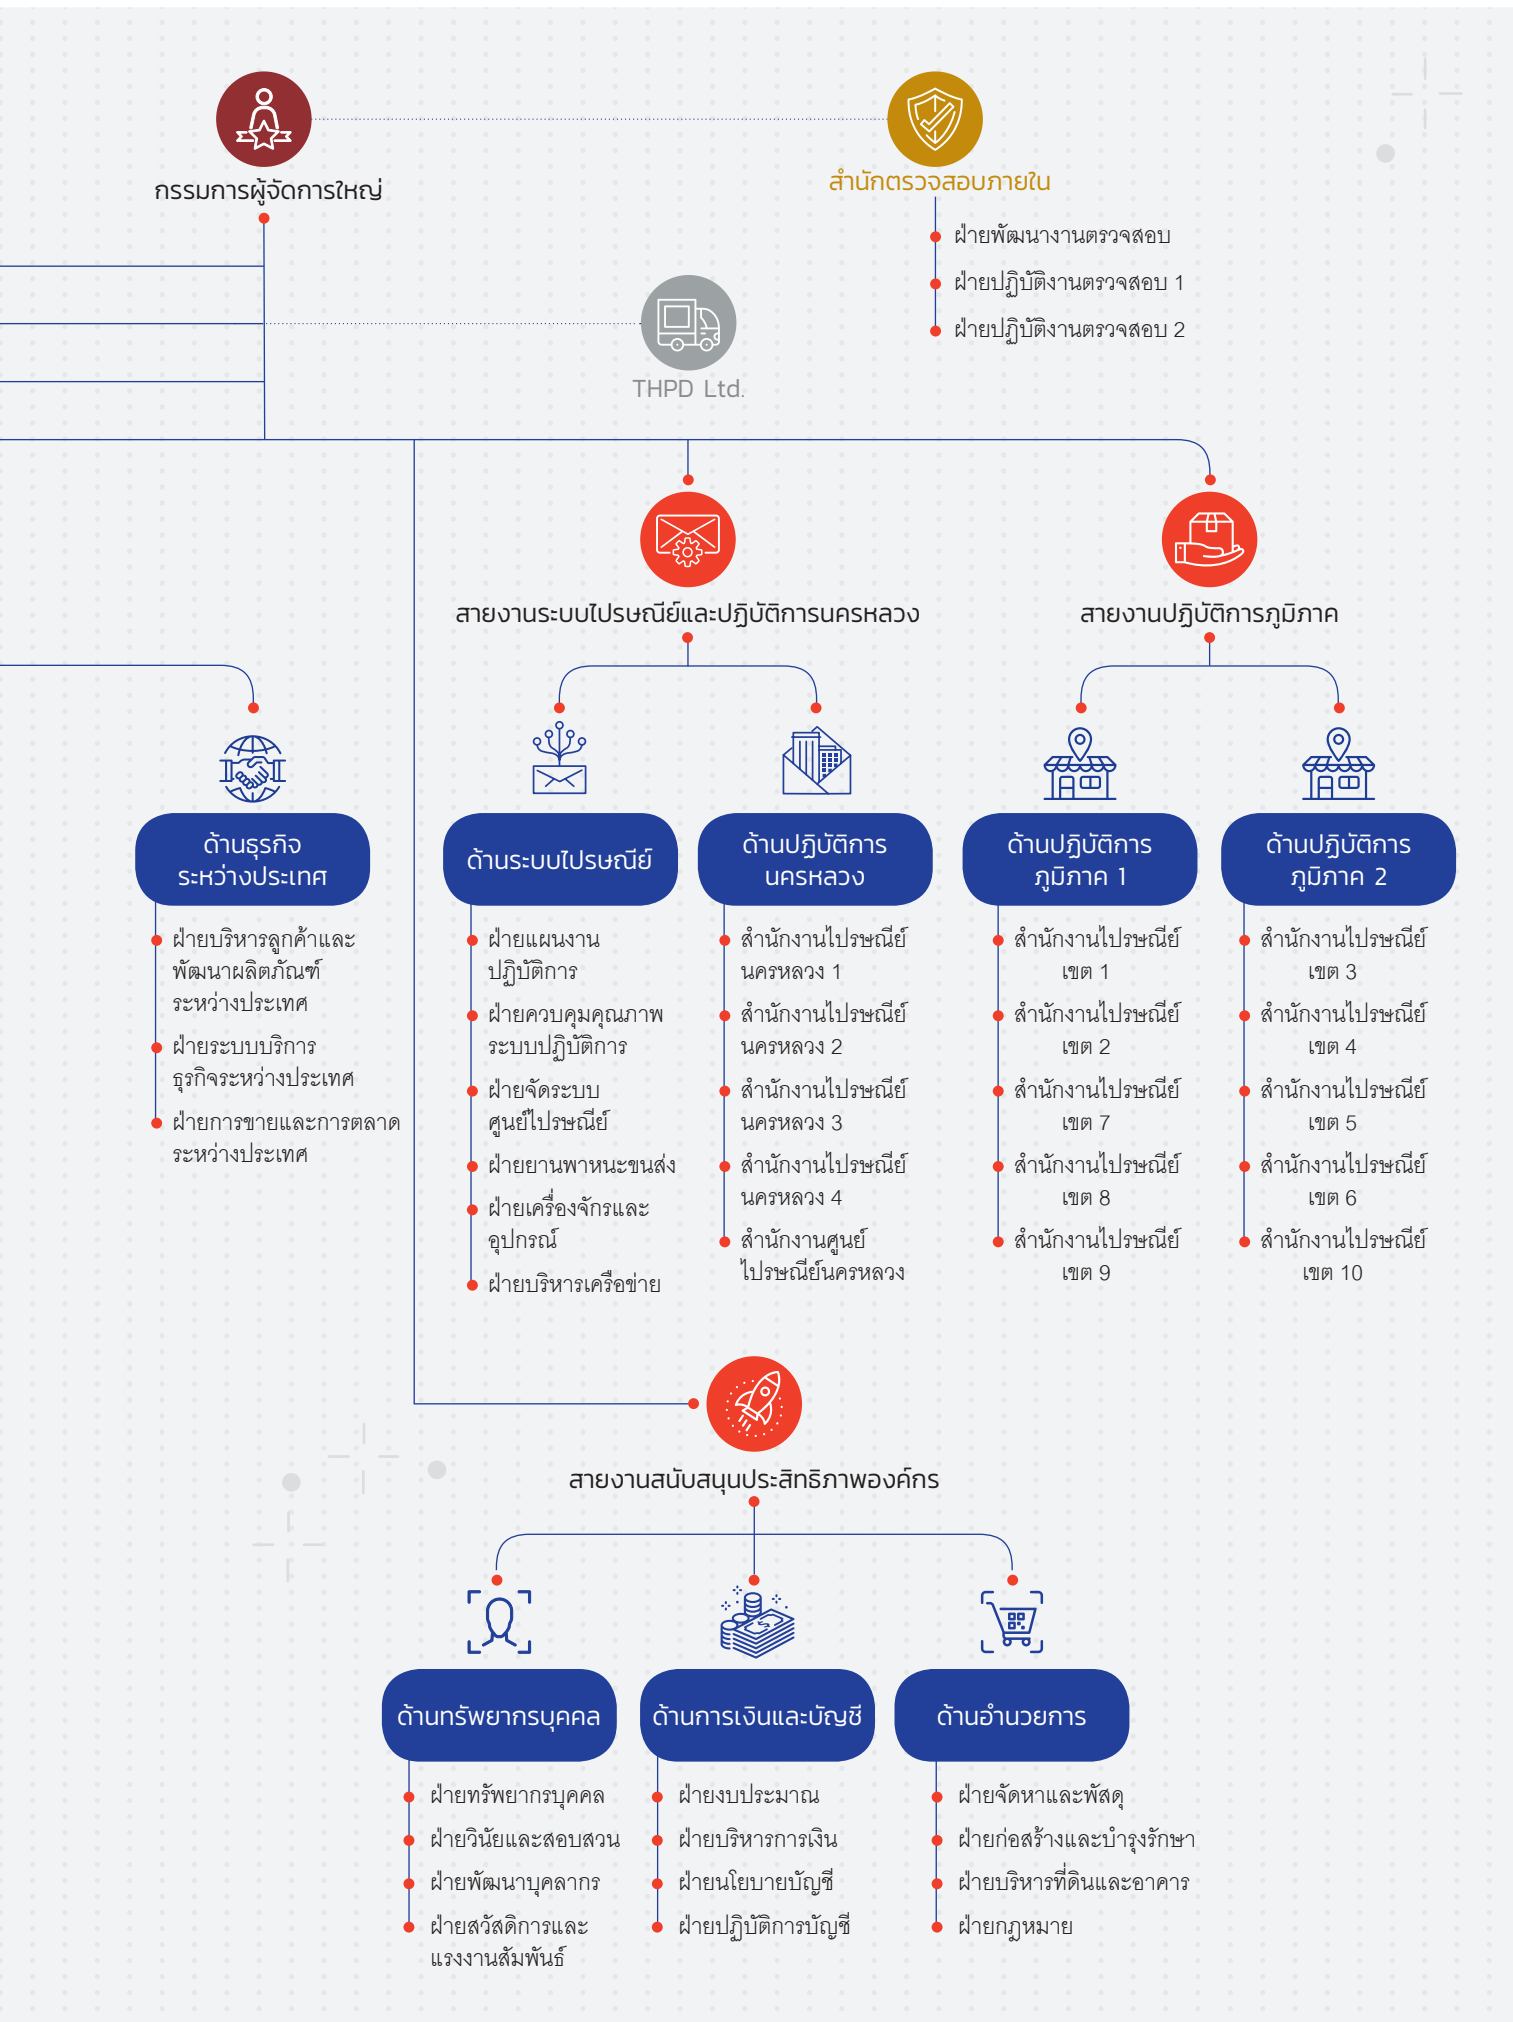 กรรมการผู้จัดการใหญ่
สำนักตรวจสอบภายใน
ฝ่ายพัฒนางานตรวจสอบ
ฝ่ายปฏิบัติงานตรวจสอบ 1
ฝ่ายปฏิบัติงานตรวจสอบ 2
THPD Ltd.
สายงานระบบไปรษณีย์และปฏิบัติการนครหลวง
สายงานปฏิบัติการภูมิภาค
ด้านธุรกิจ
ระหว่างประเทศ
ฝ่ายบริหารลูกค้าและ
พัฒนาผลิตภัณฑ์
ระหว่างประเทศ
ฝ่ายระบบบริการ
ธุรกิจระหว่างประเทศ
ฝ่ายการขายและการตลาด
ระหว่างประเทศ
ด้านระบบไปรษณีย์
ฝ่ายแผนงาน
ปฏิบัติการ
ฝ่ายควบคุมคุณภาพ
ระบบปฏิบัติการ
ฝ่ายจัดระบบ
ศูนย์ไปรษณีย์
ฝ่ายยานพาหนะขนส่ง
ฝ่ายเครื่องจักรและ
อุปกรณ์
ฝ่ายบริหารเครือข่าย
ด้านปฏิบัติการ
นครหลวง
สำนักงานไปรษณีย์
นครหลวง 1
สำนักงานไปรษณีย์
นครหลวง 2
สำนักงานไปรษณีย์
นครหลวง 3
สำนักงานไปรษณีย์
นครหลวง 4
สำนักงานศูนย์
ไปรษณีย์นครหลวง
ด้านปฏิบัติการ
ภูมิภาค 1
สำนักงานไปรษณีย์
เขต 1
สำนักงานไปรษณีย์
เขต 2
สำนักงานไปรษณีย์
เขต 7
สำนักงานไปรษณีย์
เขต 8
สำนักงานไปรษณีย์
เขต 9
ด้านปฏิบัติการ
ภูมิภาค 2
สำนักงานไปรษณีย์
เขต 3
สำนักงานไปรษณีย์
เขต 4
สำนักงานไปรษณีย์
เขต 5
สำนักงานไปรษณีย์
เขต 6
สำนักงานไปรษณีย์
เขต 10
สายงานสนับสนุนประสิทธิภาพองค์กร
ด้านทรัพยากรบุคคล
ฝ่ายทรัพยากรบุคคล
ฝ่ายวินัยและสอบสวน
ฝ่ายพัฒนาบุคลากร
ฝ่ายสวัสดิการและ
แรงงานสัมพันธ์
ด้านการเงินและบัญชี
ฝ่ายงบประมาณ
ฝ่ายบริหารการเงิน
ฝ่ายนโยบายบัญชี
ฝ่ายปฏิบัติการบัญชี
ด้านอำนวยการ
ฝ่ายจัดหาและพัสดุ
ฝ่ายก่อสร้างและบำรุงรักษา
ฝ่ายบริหารที่ดินและอาคาร
ฝ่ายกฎหมาย